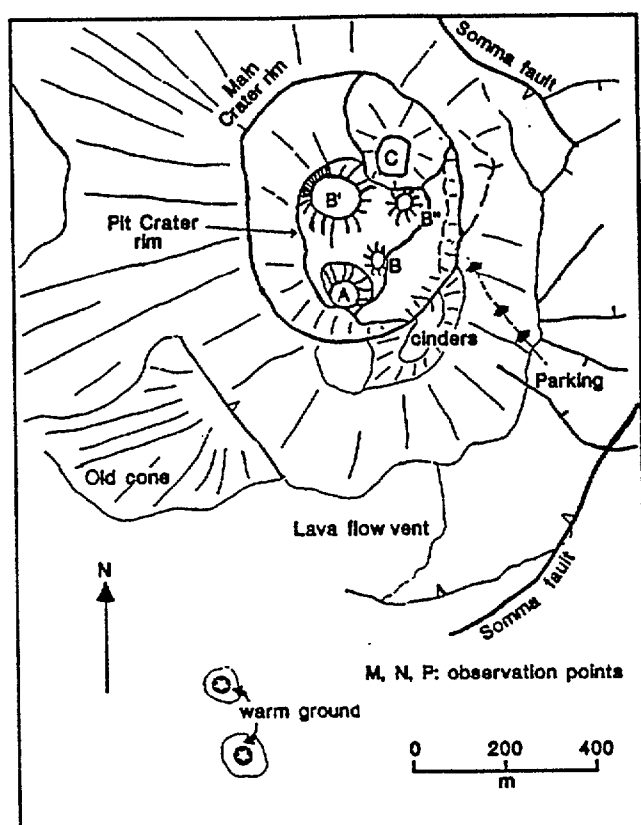 Somma fault
Main
Crater rim
C
B'
B"
Pit Crater
rim
B
A
cinders
Parking
Old cone
Lava flow vent
N
Somma fault
M, N, P: observation points
warm ground
0 200 400
m